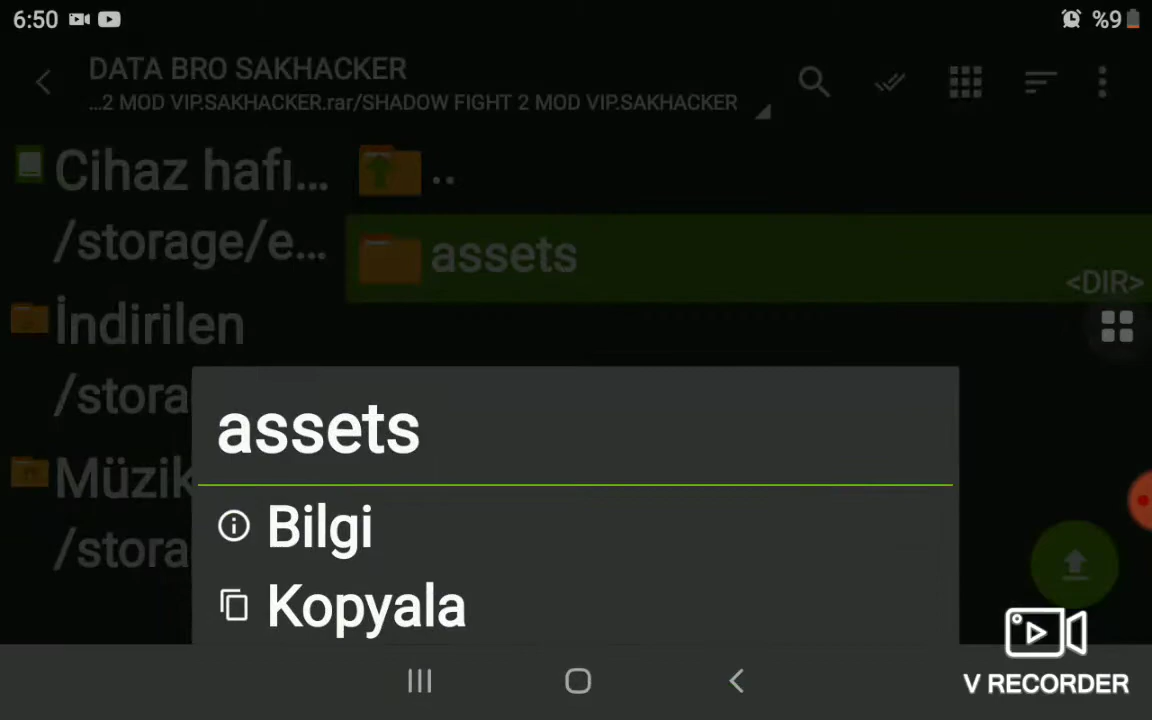 6:50
%9
DATA BRO SAKHACKER
...2 MOD VIP.SAKHACKER.rar/SHADOW FIGHT 2 MOD VIP.SAKHACKER
Cihaz hafı...
/storage/e...
..
assets
<DIR>
İndirilen
/stora
Müzik
/stora
assets
Bilgi
Kopyala
V RECORDER